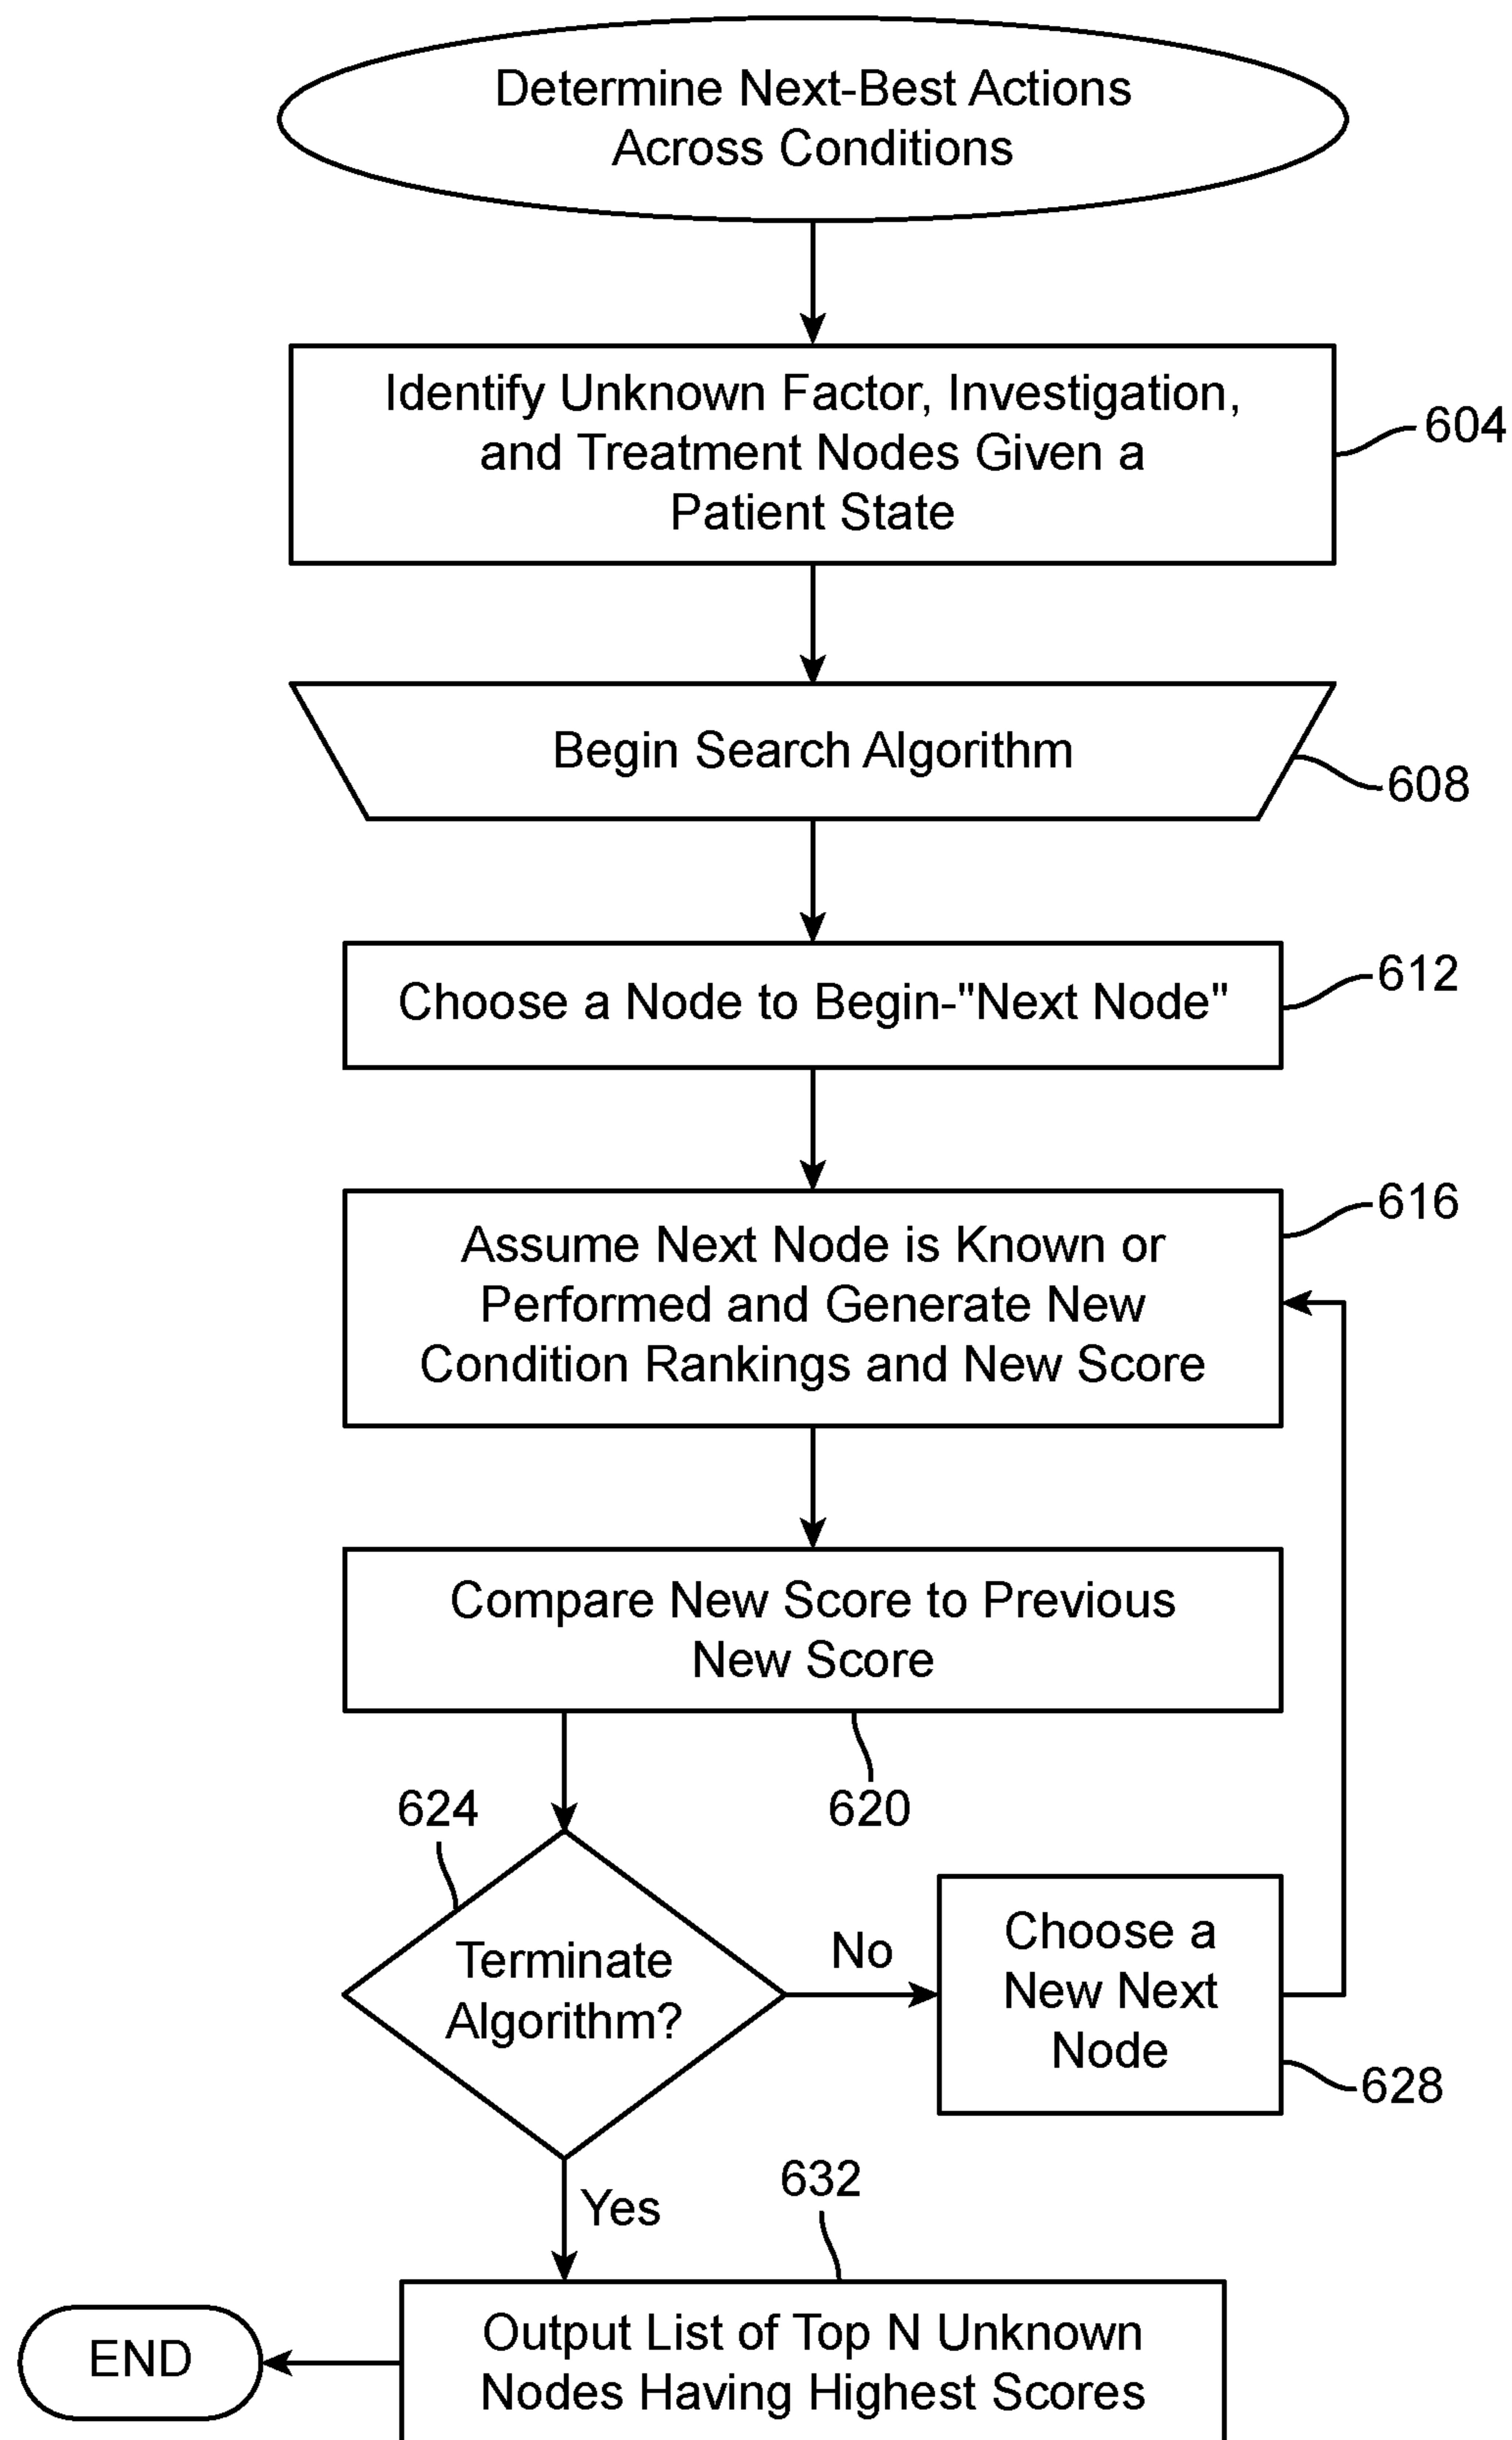 Determine Next-Best Actions
Across Conditions
Identify Unknown Factor, Investigation,
and Treatment Nodes Given a
Patient State
604
Begin Search Algorithm
608
Choose a Node to Begin-"Next Node"
612
Assume Next Node is Known or
Performed and Generate New
Condition Rankings and New Score
616
Compare New Score to Previous
New Score
620
624
Terminate
Algorithm?
No
Choose a
New Next
Node
628
Yes
632
Output List of Top N Unknown
Nodes Having Highest Scores
END